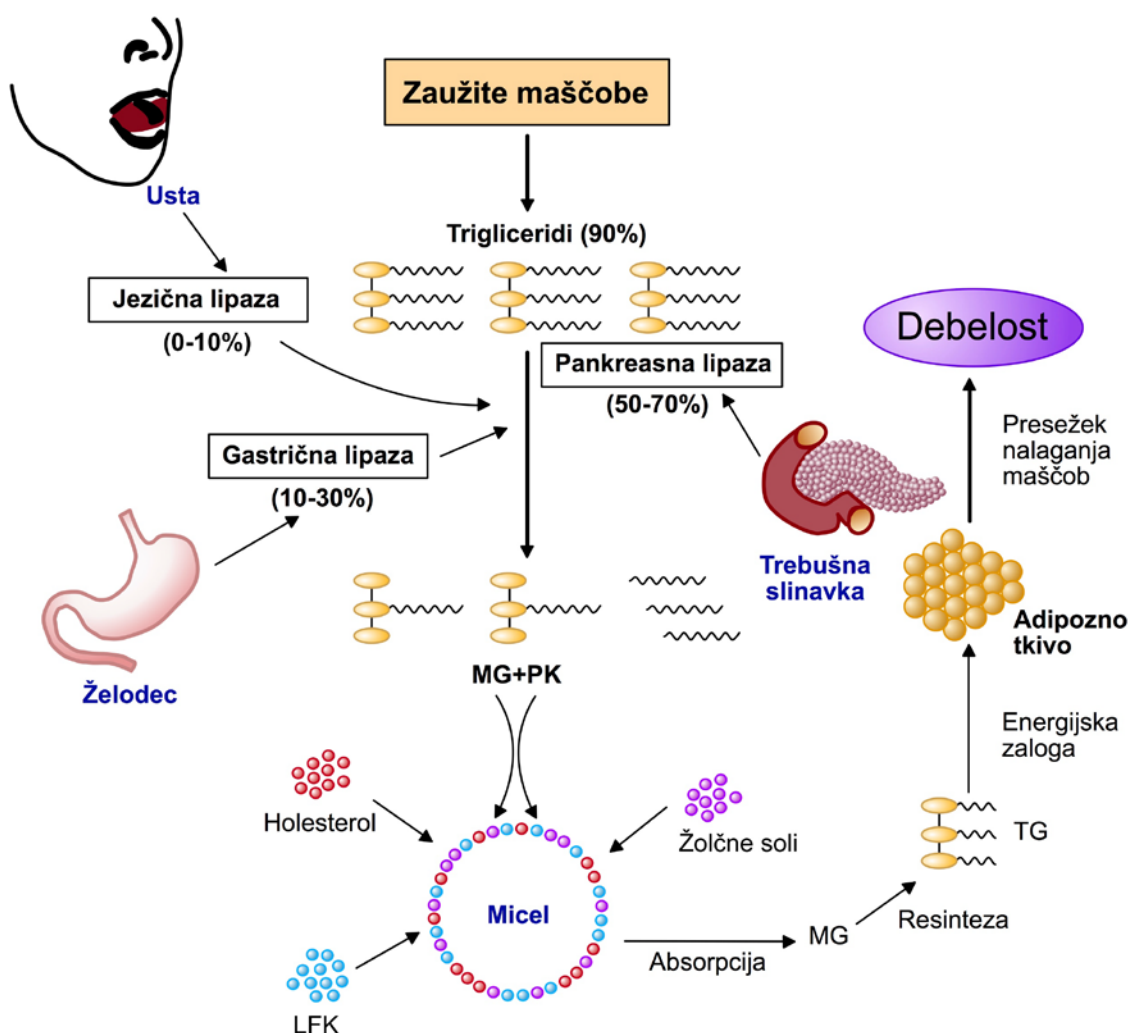 Zaužite maščobe
Usta
Trigliceridi (90%)
Jezična lipaza
(0-10%)
Debelost
Pankreasna lipaza
(50-70%)
Presežek
nalaganja
maščob
Gastrična lipaza
(10-30%)
Trebušna
slinavka
Adipozno
tkivo
Želodec
MG+PK
Energijska
zaloga
Holesterol
Žolčne soli
TG
Micel
MG
Resinteza
Absorpcija
LFK